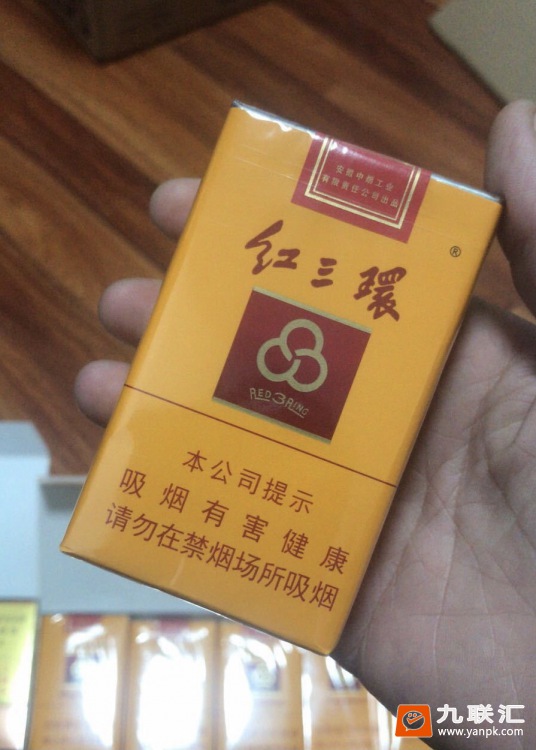 安徽中烟工业
有限责任公司出品
红三環
®
RED 3 RING
本公司提示
吸烟有害健康
请勿在禁烟场所吸烟
九联汇
www.yanpk.com